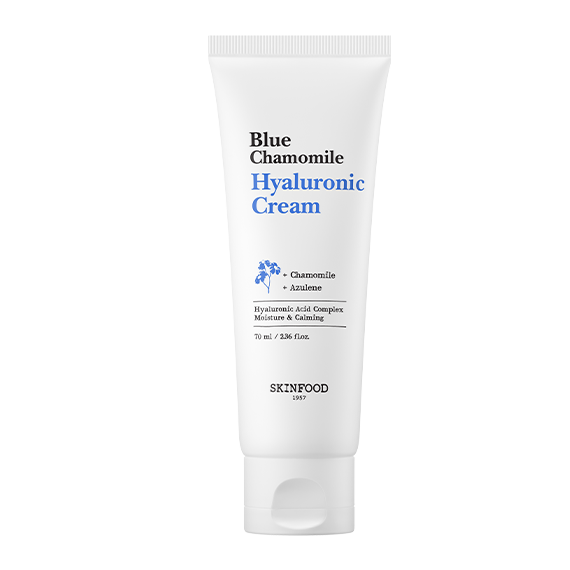 Blue
Chamomile
Hyaluronic
Cream
+ Chamomile
+ Azulene
Hyaluronic Acid Complex
Moisture & Calming
70 ml / 2.36 fl.oz.
SKINFOOD
1957